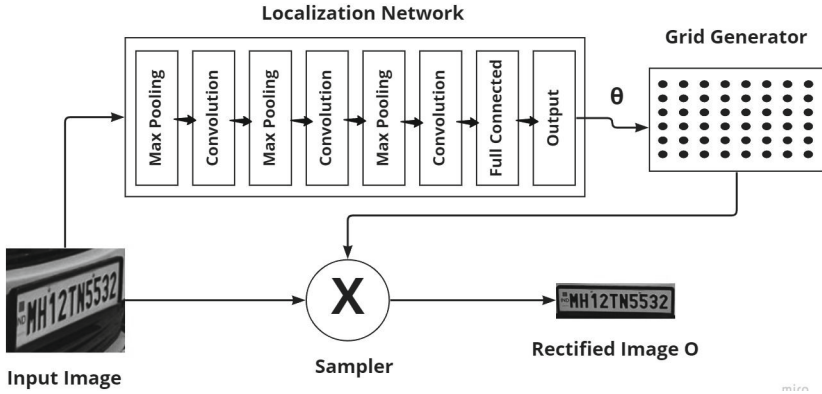 Localization Network
Grid Generator
Max Pooling
Convolution
Max Pooling
Convolution
Max Pooling
Convolution
Full Connected
Output
θ
MH12TN5532
IND
X
MH12TN5532
Sampler
Rectified Image O
Input Image
miro